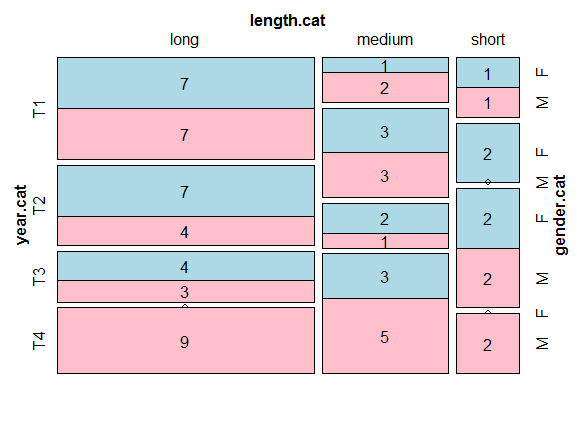 length.cat
long medium short
year.cat
gender.cat
T1
7 1 1 F
7 2 1 M
T2
7 3 2 F
4 3 M
T3
4 2 2 F
3 1 2 M
T4
3 F
9 5 2 M